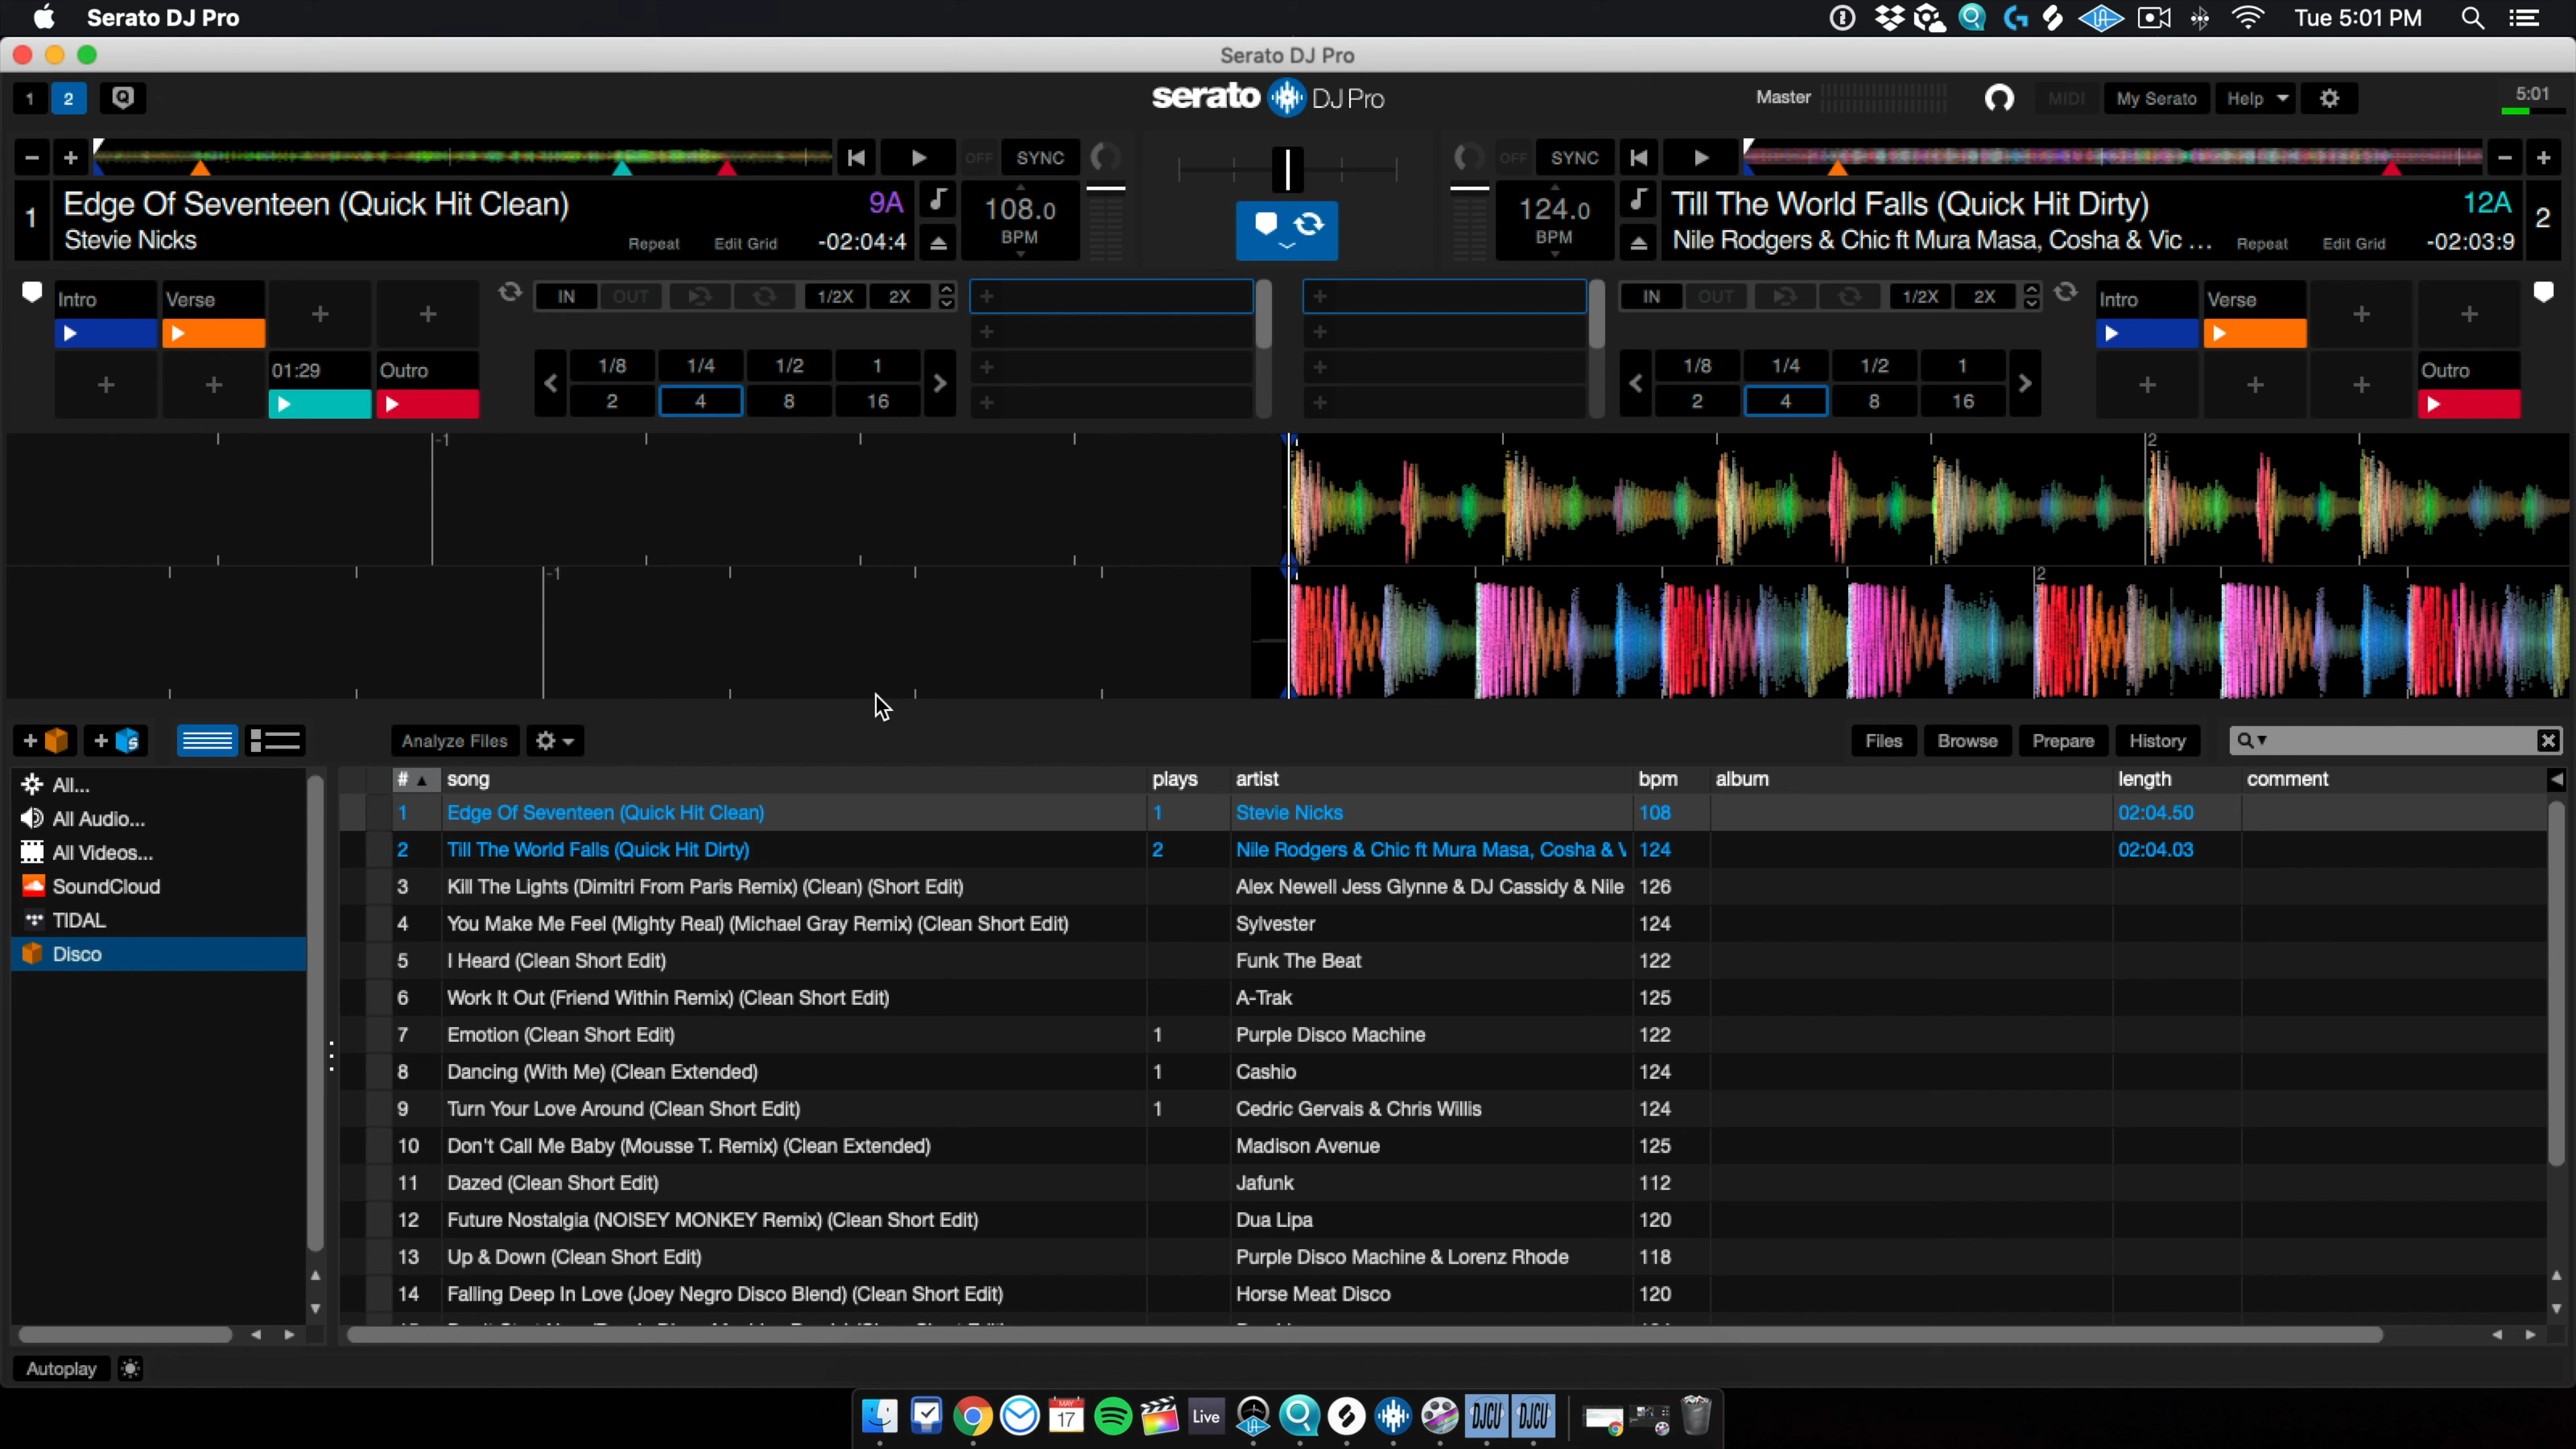 Serato DJ Pro
Tue 5:01 PM
Serato DJ Pro
1 2
serato DJ Pro
Master
MIDI My Serato Help
5:01
OFF SYNC
OFF SYNC
1 Edge Of Seventeen (Quick Hit Clean) 9A
Stevie Nicks Repeat Edit Grid -02:04:4
108.0
BPM
124.0
BPM
Till The World Falls (Quick Hit Dirty) 12A 2
Nile Rodgers & Chic ft Mura Masa, Cosha & Vic ... Repeat Edit Grid -02:03:9
Intro Verse
01:29 Outro
IN OUT 1/2X 2X
1/8 1/4 1/2 1
2 4 8 16
IN OUT 1/2X 2X
1/8 1/4 1/2 1
2 4 8 16
Intro Verse
Outro
-1 2
-1 2
Analyze Files
Files Browse Prepare History
All...
All Audio...
All Videos...
SoundCloud
TIDAL
Disco
# song plays artist bpm album length comment
1 Edge Of Seventeen (Quick Hit Clean) 1 Stevie Nicks 108 02:04.50
2 Till The World Falls (Quick Hit Dirty) 2 Nile Rodgers & Chic ft Mura Masa, Cosha & 124 02:04.03
3 Kill The Lights (Dimitri From Paris Remix) (Clean) (Short Edit) Alex Newell Jess Glynne & DJ Cassidy & Nile 126
4 You Make Me Feel (Mighty Real) (Michael Gray Remix) (Clean Short Edit) Sylvester 124
5 I Heard (Clean Short Edit) Funk The Beat 122
6 Work It Out (Friend Within Remix) (Clean Short Edit) A-Trak 125
7 Emotion (Clean Short Edit) 1 Purple Disco Machine 122
8 Dancing (With Me) (Clean Extended) 1 Cashio 124
9 Turn Your Love Around (Clean Short Edit) 1 Cedric Gervais & Chris Willis 124
10 Don't Call Me Baby (Mousse T. Remix) (Clean Extended) Madison Avenue 125
11 Dazed (Clean Short Edit) Jafunk 112
12 Future Nostalgia (NOISEY MONKEY Remix) (Clean Short Edit) Dua Lipa 120
13 Up & Down (Clean Short Edit) Purple Disco Machine & Lorenz Rhode 118
14 Falling Deep In Love (Joey Negro Disco Blend) (Clean Short Edit) Horse Meat Disco 120
Autoplay
MAY
17
Live
DJCU DJCU